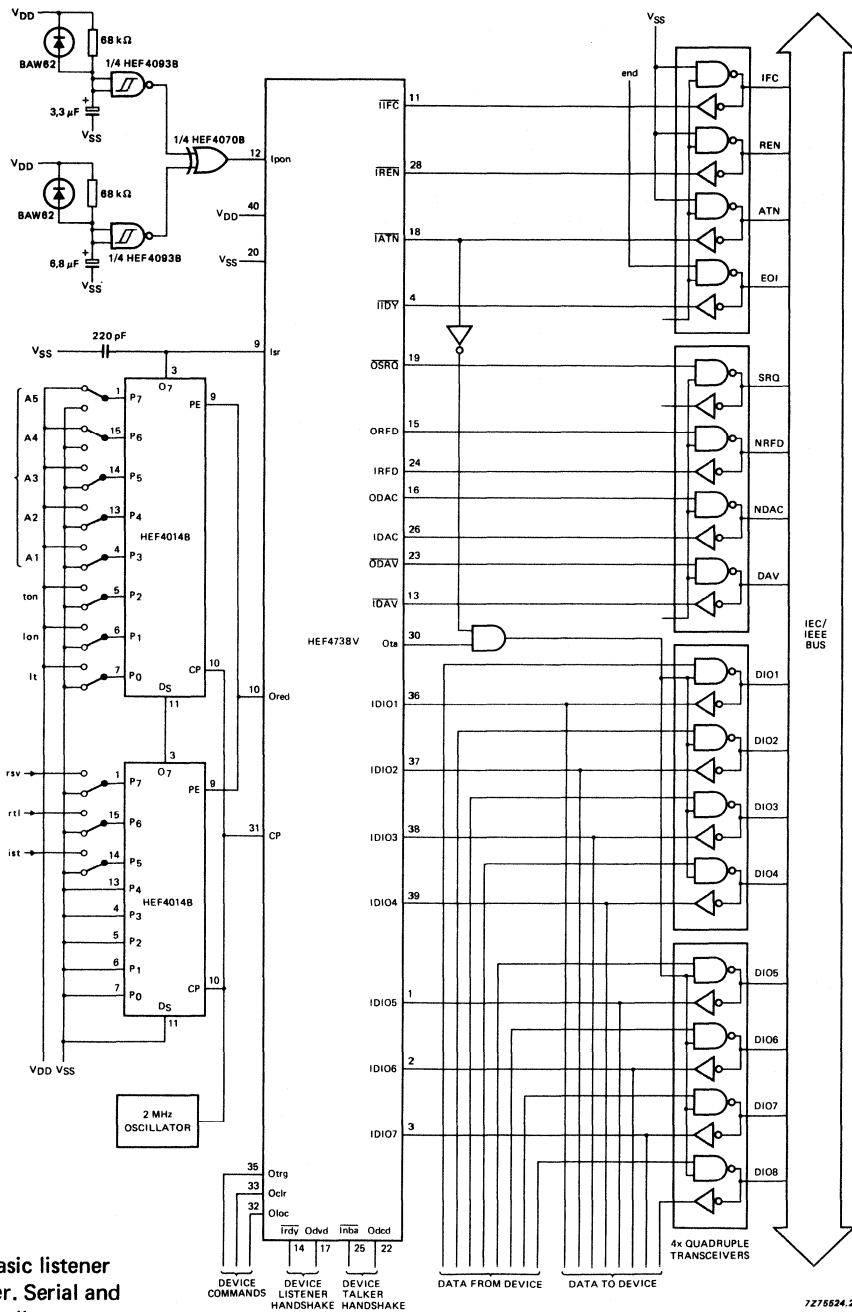 VDD
68 kΩ
BAW62
1/4 HEF4093B
3,3 μF
+
VSS
1/4 HEF4070B
VDD
68 kΩ
BAW62
1/4 HEF4093B
6,8 μF
+
VSS
12 Ipon
VDD 40
VSS 20
220 pF
VSS
9 Isr
3
O7
A5 1 P7 PE 9
A4 15 P6
A3 14 P5
A2 13 P4
HEF4014B
A1 4 P3
ton 5 P2
lon 6 P1
lt 7 P0 CP 10
DS
11
10 Ored
3
O7
rsv 1 P7 PE 9
rtl 15 P6
31 CP
ist 14 P5
13 P4
HEF4014B
4 P3
5 P2
6 P1
7 P0 CP 10
DS
11
VDD VSS
2 MHz
OSCILLATOR
35 Otrg
33 Oclr
32 Oloc
Irdy Odvd Inba Odcd
14 17 25 22
DEVICE
COMMANDS
DEVICE
LISTENER
HANDSHAKE
DEVICE
TALKER
HANDSHAKE
HEF4738V
IIFC 11
IREN 28
IATN 18
IIDY 4
OSRQ 19
ORFD 15
IRFD 24
ODAC 16
IDAC 26
ODAV 23
IDAV 13
Ota 30
IDIO1 36
IDIO2 37
IDIO3 38
IDIO4 39
IDIO5 1
IDIO6 2
IDIO7 3
VSS
end
IFC
REN
ATN
EOI
SRQ
NRFD
NDAC
DAV
DIO1
DIO2
DIO3
DIO4
DIO5
DIO6
DIO7
DIO8
IEC/
IEEE
BUS
4x QUADRUPLE
TRANSCEIVERS
DATA FROM DEVICE
DATA TO DEVICE
asic listener
er. Serial and
7Z75524.2